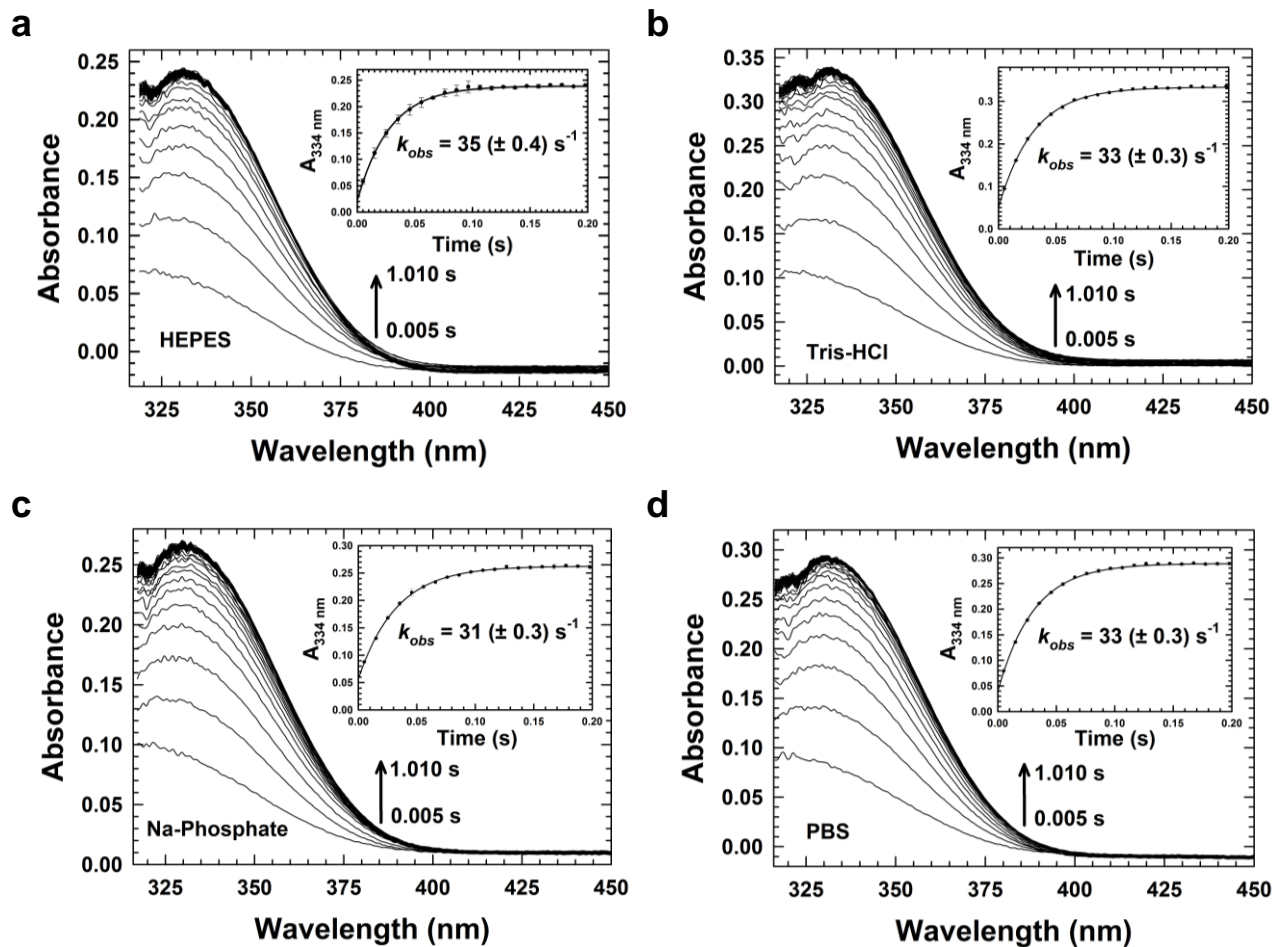 a
Absorbance
0.25
0.20
0.15
0.10
0.05
0.00
325
350
375
400
425
450
Wavelength (nm)
HEPES
1.010 s
0.005 s
A334 nm
0.25
0.20
0.15
0.10
0.05
0.00
0.00
0.05
0.10
0.15
0.20
Time (s)
kobs = 35 (± 0.4) s-1
b
Absorbance
0.35
0.30
0.25
0.20
0.15
0.10
0.05
0.00
325
350
375
400
425
450
Wavelength (nm)
Tris-HCl
1.010 s
0.005 s
A334 nm
0.3
0.2
0.1
0.0
0.00
0.05
0.10
0.15
0.20
Time (s)
kobs = 33 (± 0.3) s-1
c
Absorbance
0.25
0.20
0.15
0.10
0.05
0.00
325
350
375
400
425
450
Wavelength (nm)
Na-Phosphate
1.010 s
0.005 s
A334 nm
0.30
0.25
0.20
0.15
0.10
0.05
0.00
0.00
0.05
0.10
0.15
0.20
Time (s)
kobs = 31 (± 0.3) s-1
d
Absorbance
0.30
0.25
0.20
0.15
0.10
0.05
0.00
325
350
375
400
425
450
Wavelength (nm)
PBS
1.010 s
0.005 s
A334 nm
0.30
0.25
0.20
0.15
0.10
0.05
0.00
0.00
0.05
0.10
0.15
0.20
Time (s)
kobs = 33 (± 0.3) s-1